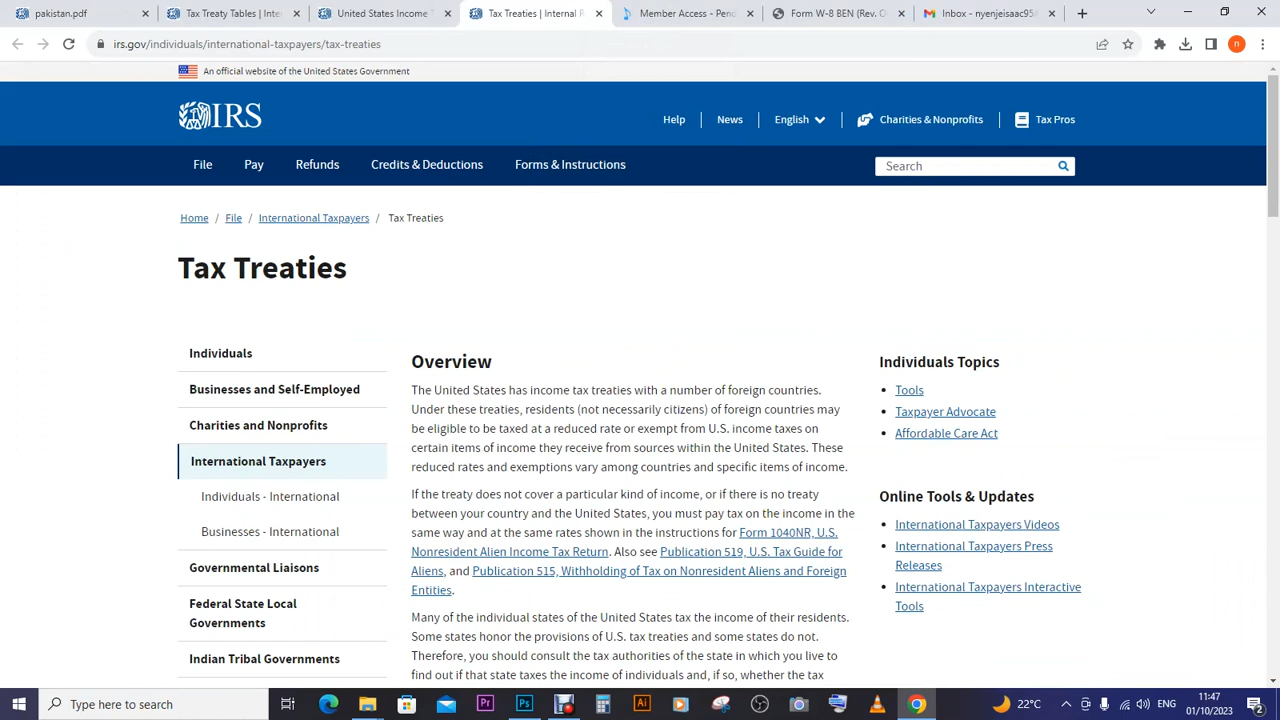 pakistan.pdf
Tax Treaty Tables | Inter
United States Income T
Tax Treaties | Internal R
Member Access - Pend
Form W-8 BEN (Rev. O
Inbox - nyenjeisaac958
irs.gov/individuals/international-taxpayers/tax-treaties
n
An official website of the United States Government
IRS
Help
News
English
Charities & Nonprofits
Tax Pros
File
Pay
Refunds
Credits & Deductions
Forms & Instructions
Search
Home / File / International Taxpayers / Tax Treaties
Tax Treaties
Individuals
Businesses and Self-Employed
Charities and Nonprofits
International Taxpayers
Individuals - International
Businesses - International
Governmental Liaisons
Federal State Local
Governments
Indian Tribal Governments
Overview
The United States has income tax treaties with a number of foreign countries.
Under these treaties, residents (not necessarily citizens) of foreign countries may
be eligible to be taxed at a reduced rate or exempt from U.S. income taxes on
certain items of income they receive from sources within the United States. These
reduced rates and exemptions vary among countries and specific items of income.
If the treaty does not cover a particular kind of income, or if there is no treaty
between your country and the United States, you must pay tax on the income in the
same way and at the same rates shown in the instructions for Form 1040NR, U.S.
Nonresident Alien Income Tax Return. Also see Publication 519, U.S. Tax Guide for
Aliens, and Publication 515, Withholding of Tax on Nonresident Aliens and Foreign
Entities.
Many of the individual states of the United States tax the income of their residents.
Some states honor the provisions of U.S. tax treaties and some states do not.
Therefore, you should consult the tax authorities of the state in which you live to
find out if that state taxes the income of individuals and, if so, whether the tax
Individuals Topics
Tools
Taxpayer Advocate
Affordable Care Act
Online Tools & Updates
International Taxpayers Videos
International Taxpayers Press
Releases
International Taxpayers Interactive
Tools
Type here to search
Pr
Ps
Ai
22°C
ENG
11:47
01/10/2023
2